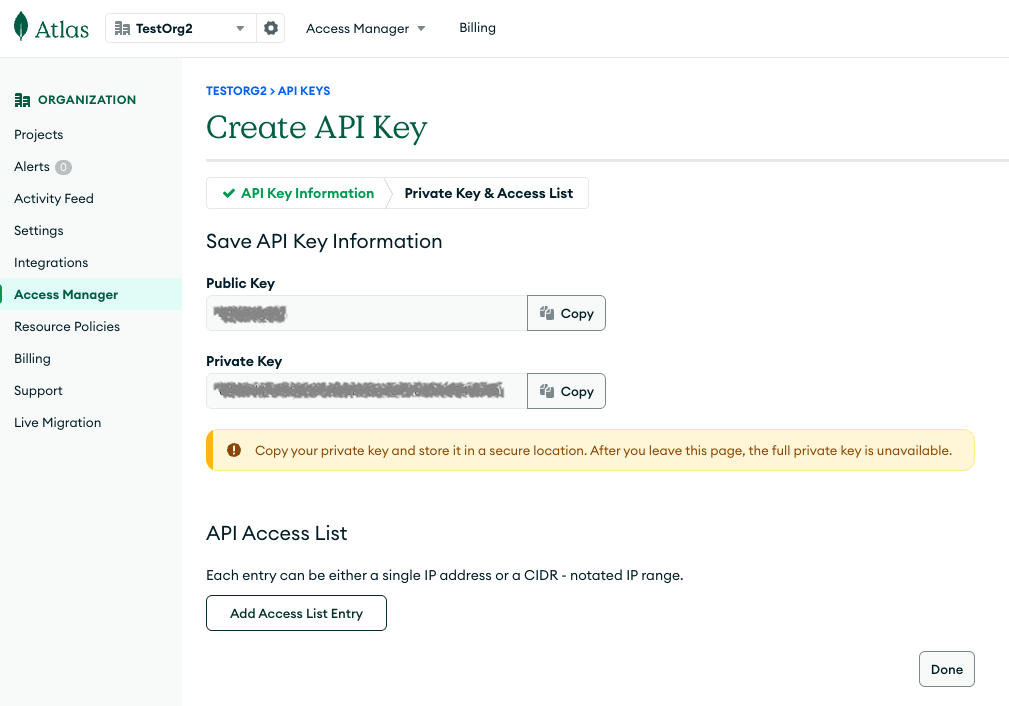 Atlas
TestOrg2
Access Manager
Billing
ORGANIZATION
Projects
Alerts 0
Activity Feed
Settings
Integrations
Access Manager
Resource Policies
Billing
Support
Live Migration
TESTORG2 > API KEYS
Create API Key
API Key Information
Private Key & Access List
Save API Key Information
Public Key
Copy
Private Key
Copy
Copy your private key and store it in a secure location. After you leave this page, the full private key is unavailable.
API Access List
Each entry can be either a single IP address or a CIDR - notated IP range.
Add Access List Entry
Done